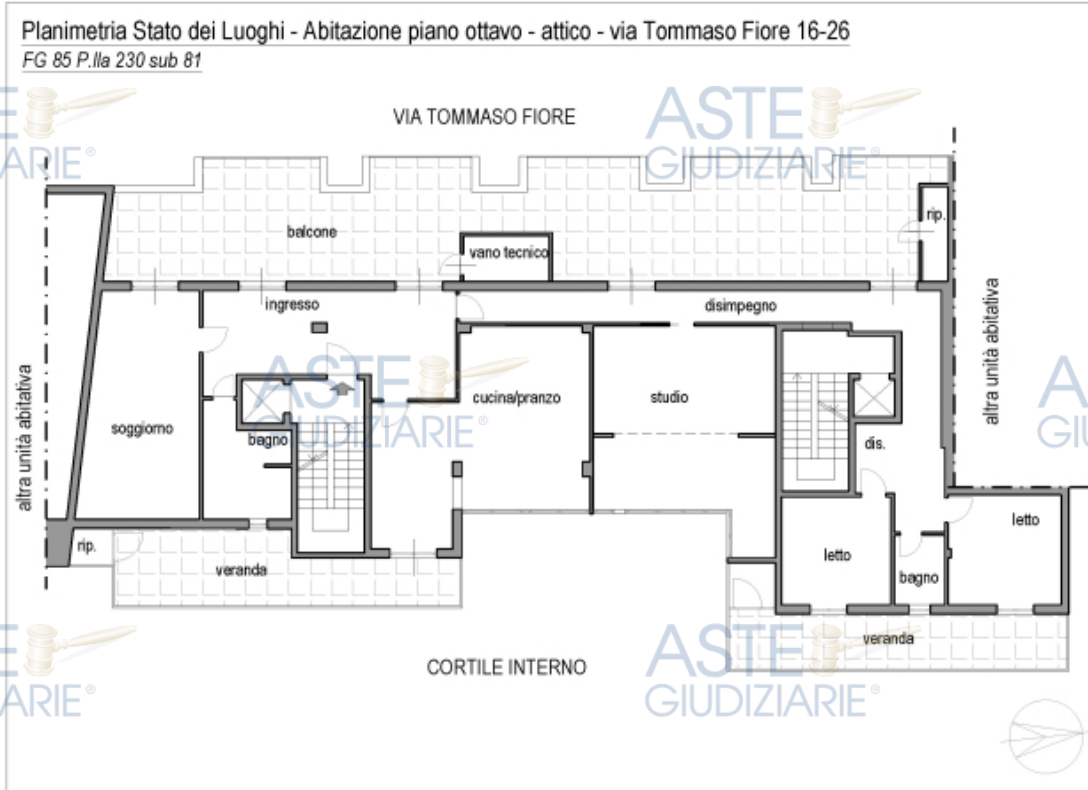 Planimetria Stato dei Luoghi - Abitazione piano ottavo - attico - via Tommaso Fiore 16-26
FG 85 P.lla 230 sub 81
VIA TOMMASO FIORE
ASTE
GIUDIZIARIE®
rip.
balcone
vano tecnico
ingresso
disimpegno
altra unità abitativa
altra unità abitativa
soggiorno
bagno
cucina/pranzo
studio
dis.
ASTE
GIUDIZIARIE®
rip.
veranda
letto
bagno
letto
veranda
CORTILE INTERNO
ASTE
GIUDIZIARIE®